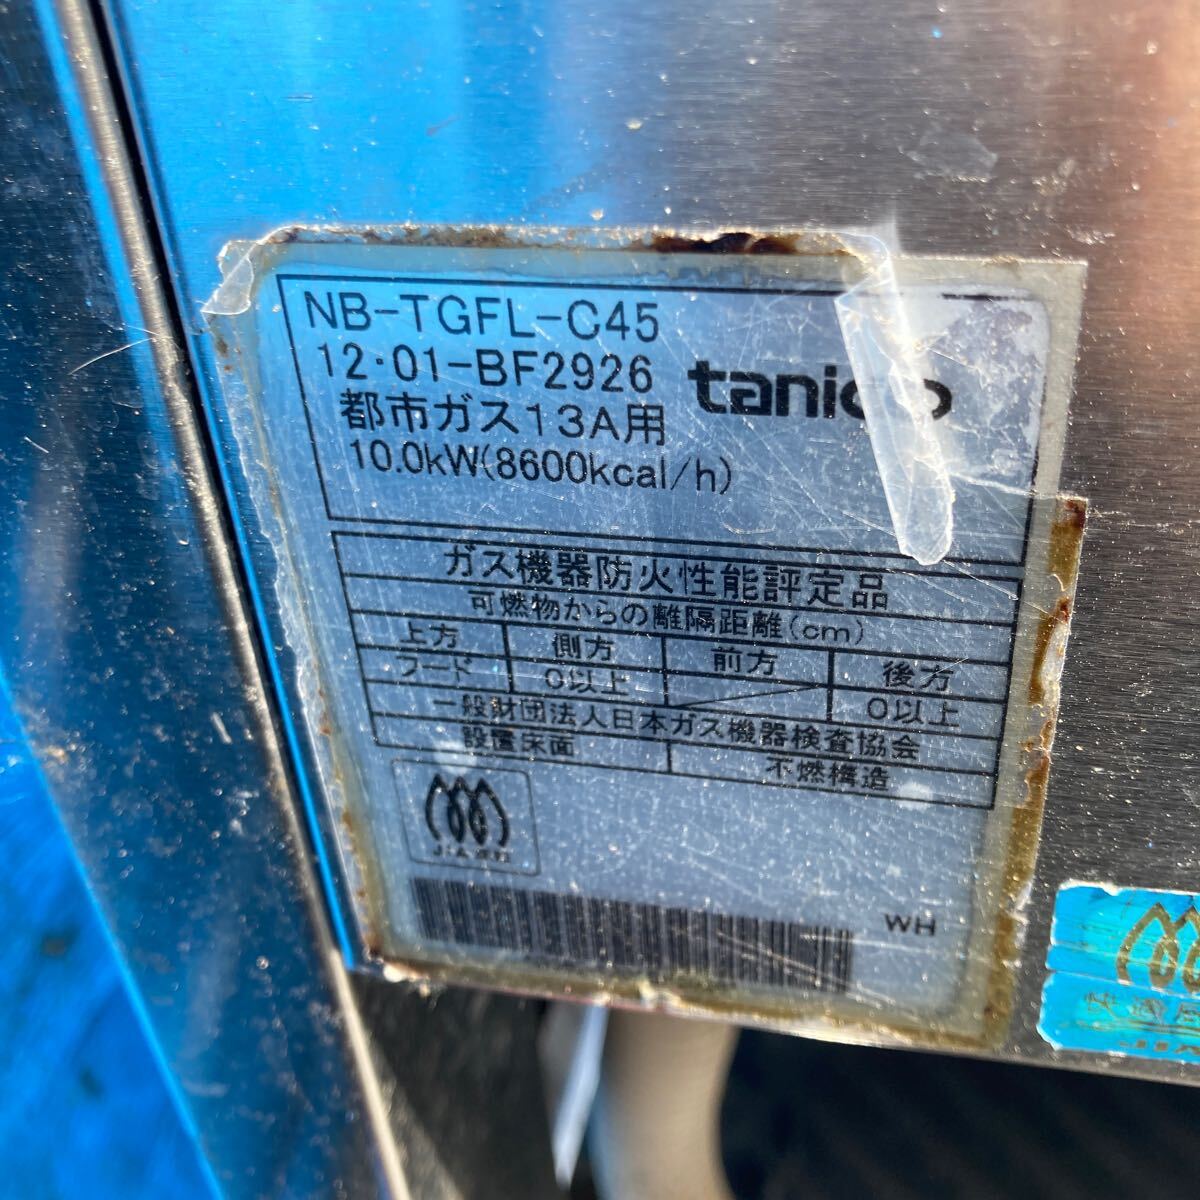 NB-TGFL-C45
12・01-BF2926
tanico
都市ガス13A用
10.0kW(8600kcal/h)
ガス機器防火性能評定品
可燃物からの離隔距離(cm)
上方 側方 前方 後方
フード 0以上 0以上
一般財団法人日本ガス機器検査協会
設置床面 不燃構造
WH